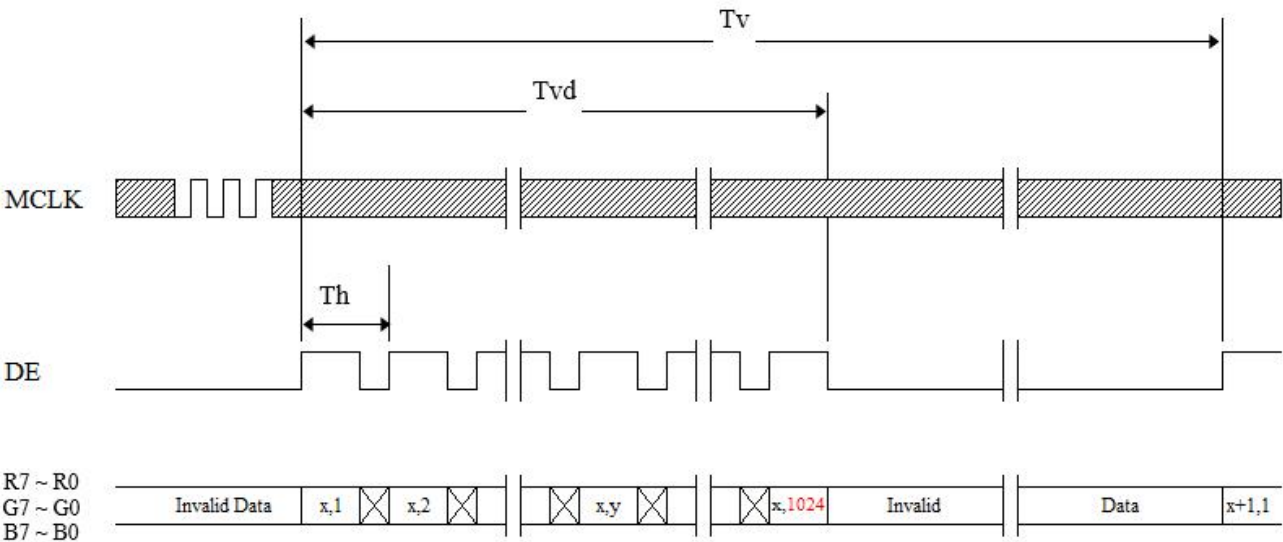 Tv
Tvd
MCLK
Th
DE
R7 ~ R0
G7 ~ G0
B7 ~ B0
Invalid Data
x,1
x,2
x,y
x,1024
Invalid
Data
x+1,1